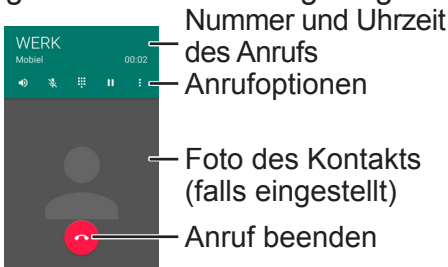 Nummer und Uhrzeit
des Anrufs
WERK
Mobiel 00:02
Anrufoptionen
Foto des Kontakts
(falls eingestellt)
Anruf beenden